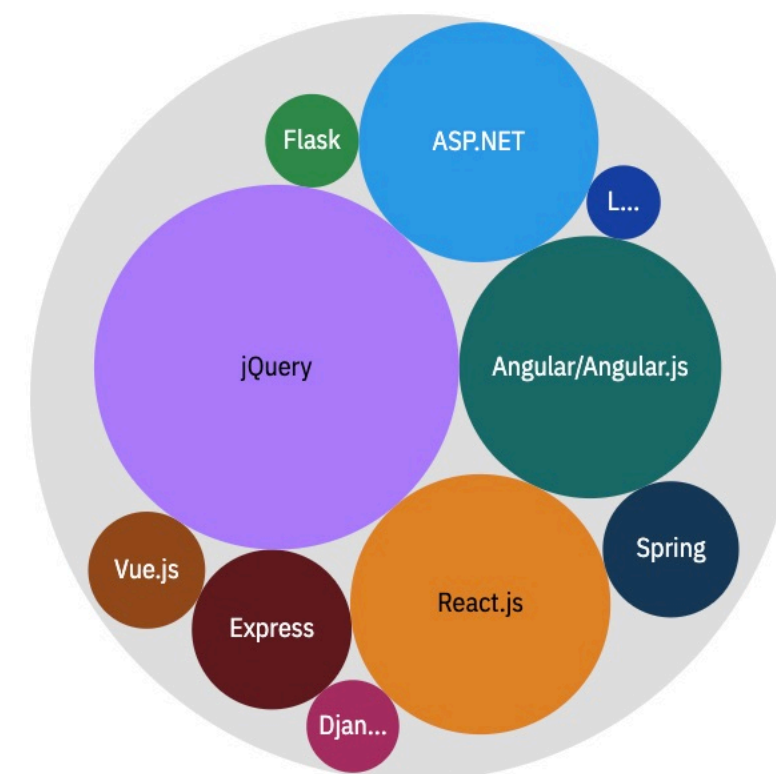 Flask
ASP.NET
L...
jQuery
Angular/Angular.js
Spring
Vue.js
React.js
Express
Djan...